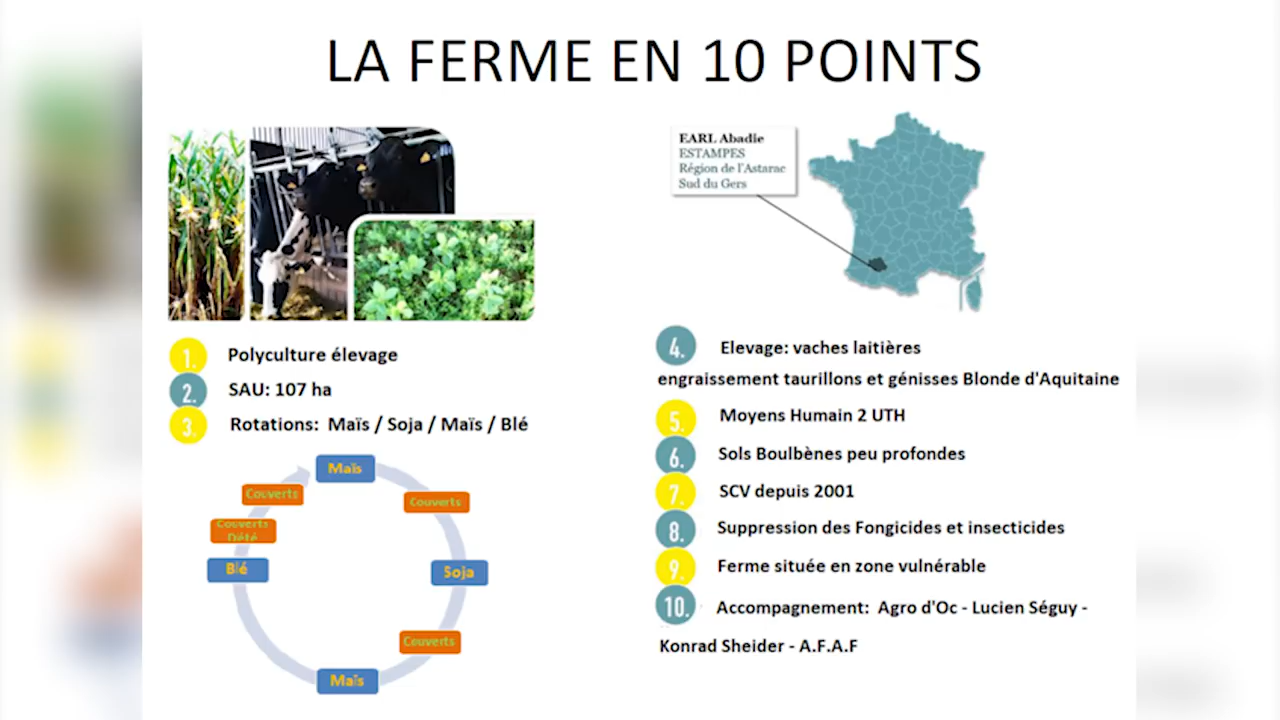 LA FERME EN 10 POINTS
EARL Abadie
ESTAMPES
Région de l'Astarac
Sud du Gers
1. Polyculture élevage
2. SAU: 107 ha
3. Rotations: Maïs / Soja / Maïs / Blé
Maïs
Couverts
Couverts
Couverts
D'été
Blé
Soja
Couverts
Maïs
4. Elevage: vaches laitières
engraissement taurillons et génisses Blonde d'Aquitaine
5. Moyens Humain 2 UTH
6. Sols Boulbènes peu profondes
7. SCV depuis 2001
8. Suppression des Fongicides et insecticides
9. Ferme située en zone vulnérable
10. Accompagnement: Agro d'Oc - Lucien Séguy -
Konrad Sheider - A.F.A.F